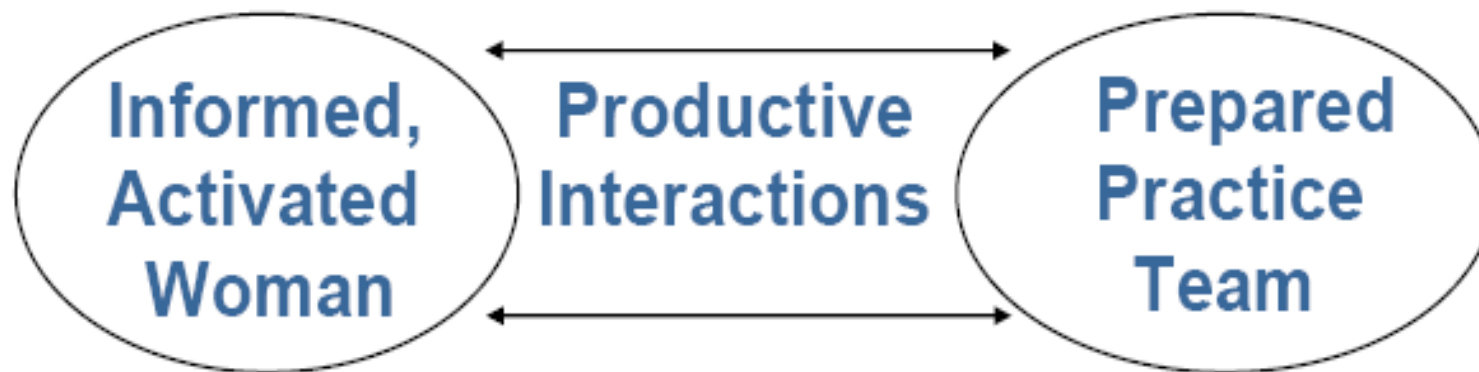 Informed,
Activated
Woman
Productive
Interactions
Prepared
Practice
Team